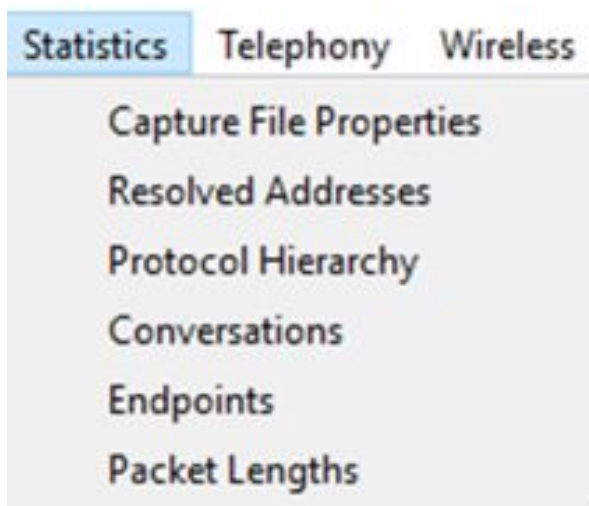 Statistics Telephony Wireless
Capture File Properties
Resolved Addresses
Protocol Hierarchy
Conversations
Endpoints
Packet Lengths